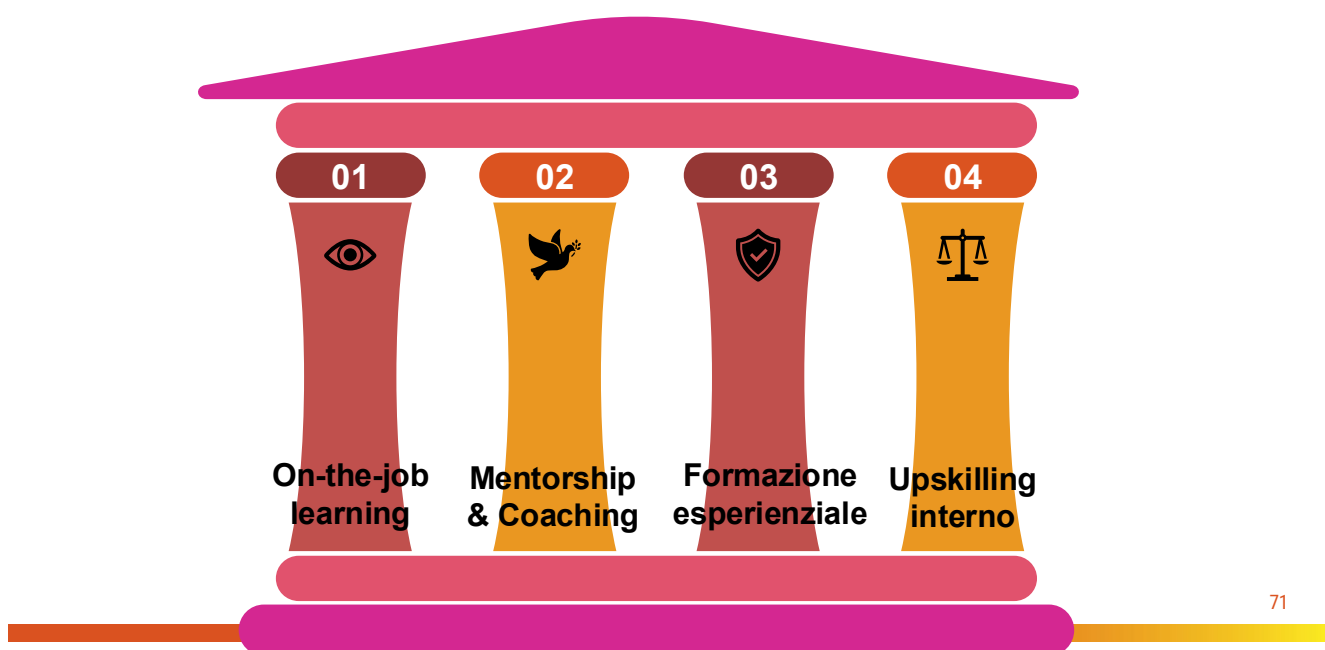 01
02
03
04
On-the-job
learning
Mentorship
& Coaching
Formazione
esperienziale
Upskilling
interno
71